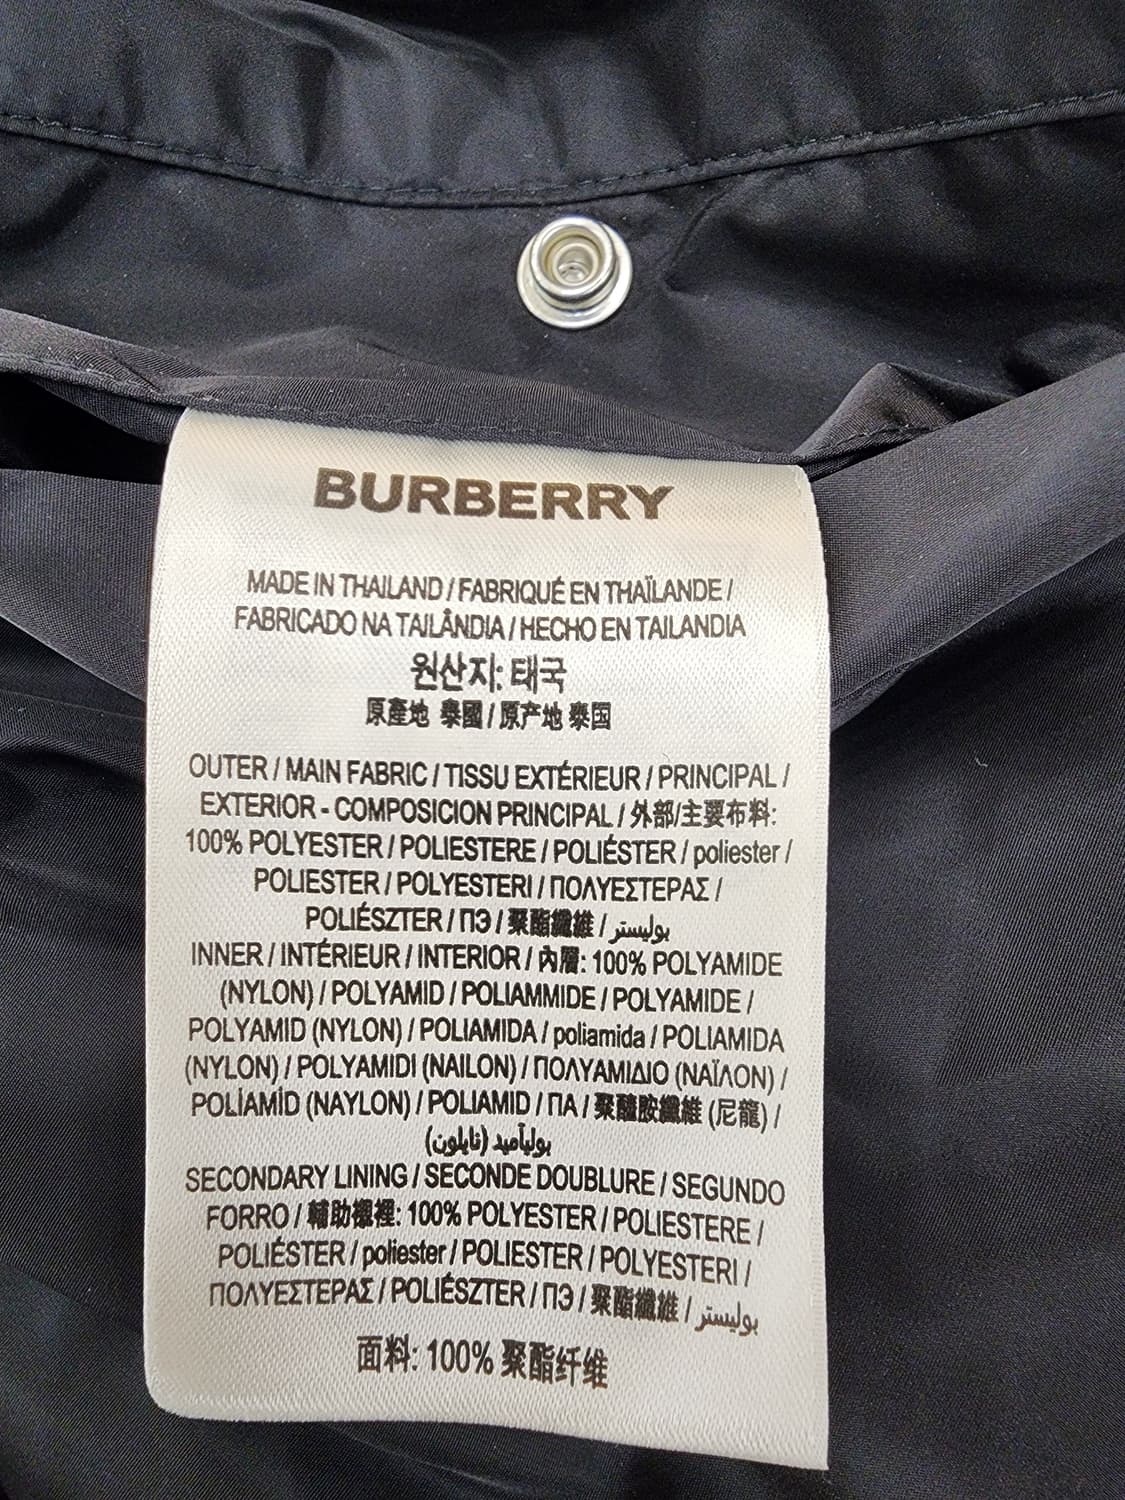 BURBERRY
MADE IN THAILAND / FABRIQUÉ EN THAÏLANDE /
FABRICADO NA TAILÂNDIA / HECHO EN TAILANDIA
원산지: 태국
原產地 泰國 / 原产地 泰国
OUTER / MAIN FABRIC / TISSU EXTÉRIEUR / PRINCIPAL /
EXTERIOR - COMPOSICION PRINCIPAL / 外部/主要布料:
100% POLYESTER / POLIESTERE / POLIÉSTER / poliester /
POLIESTER / POLYESTERI / ΠΟΛΥΕΣΤΕΡΑΣ /
POLIÉSZTER / ПЭ / 聚酯纖維 / بوليستر
INNER / INTÉRIEUR / INTERIOR / 內層: 100% POLYAMIDE
(NYLON) / POLYAMID / POLIAMMIDE / POLYAMIDE /
POLYAMID (NYLON) / POLIAMIDA / poliamida / POLIAMIDA
(NYLON) / POLYAMIDI (NAILON) / ΠΟΛΥΑΜΙΔΙΟ (ΝΑΪΛΟΝ) /
POLİAMİD (NAYLON) / POLIAMID / ПА / 聚醯胺纖維 (尼龍) /
بولیآمید (نایلون)
SECONDARY LINING / SECONDE DOUBLURE / SEGUNDO
FORRO / 輔助襯裡: 100% POLYESTER / POLIESTERE /
POLIÉSTER / poliester / POLIESTER / POLYESTERI /
ΠΟΛΥΕΣΤΕΡΑΣ / POLIÉSZTER / ПЭ / 聚酯纖維 / بوليستر
面料: 100% 聚酯纤维